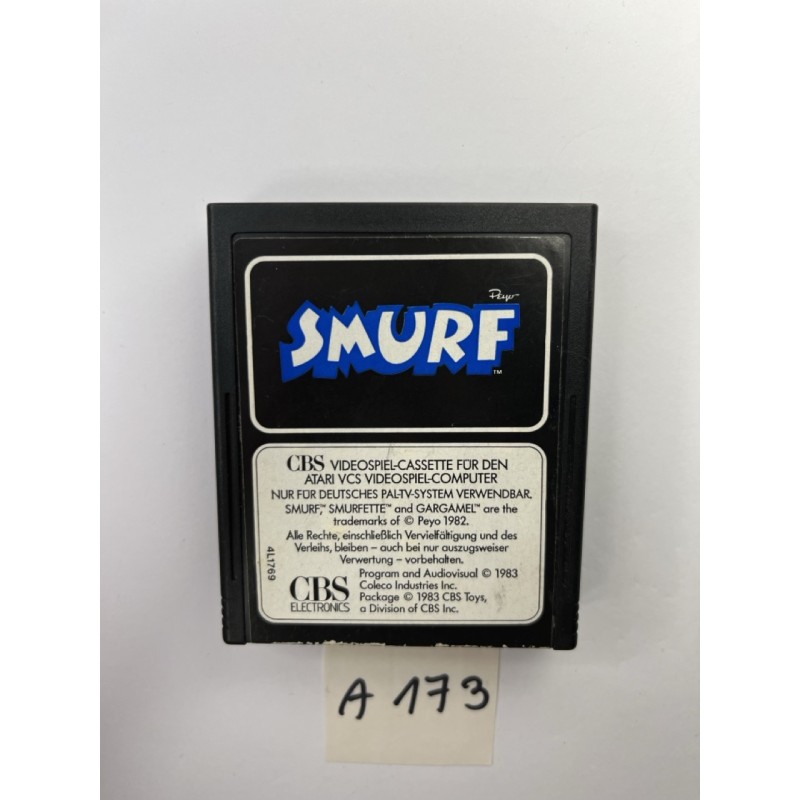 Peyo
SMURF
TM
CBS VIDEOSPIEL-CASSETTE FÜR DEN
ATARI VCS VIDEOSPIEL-COMPUTER
NUR FÜR DEUTSCHES PAL-TV-SYSTEM VERWENDBAR.
SMURF,™ SMURFETTE™ and GARGAMEL™ are the
trademarks of © Peyo 1982.
Alle Rechte, einschließlich Vervielfältigung und des
Verleihs, bleiben – auch bei nur auszugsweiser
Verwertung – vorbehalten.
4L1769
CBS
ELECTRONICS
Program and Audiovisual © 1983
Coleco Industries Inc.
Package © 1983 CBS Toys,
a Division of CBS Inc.
A 173